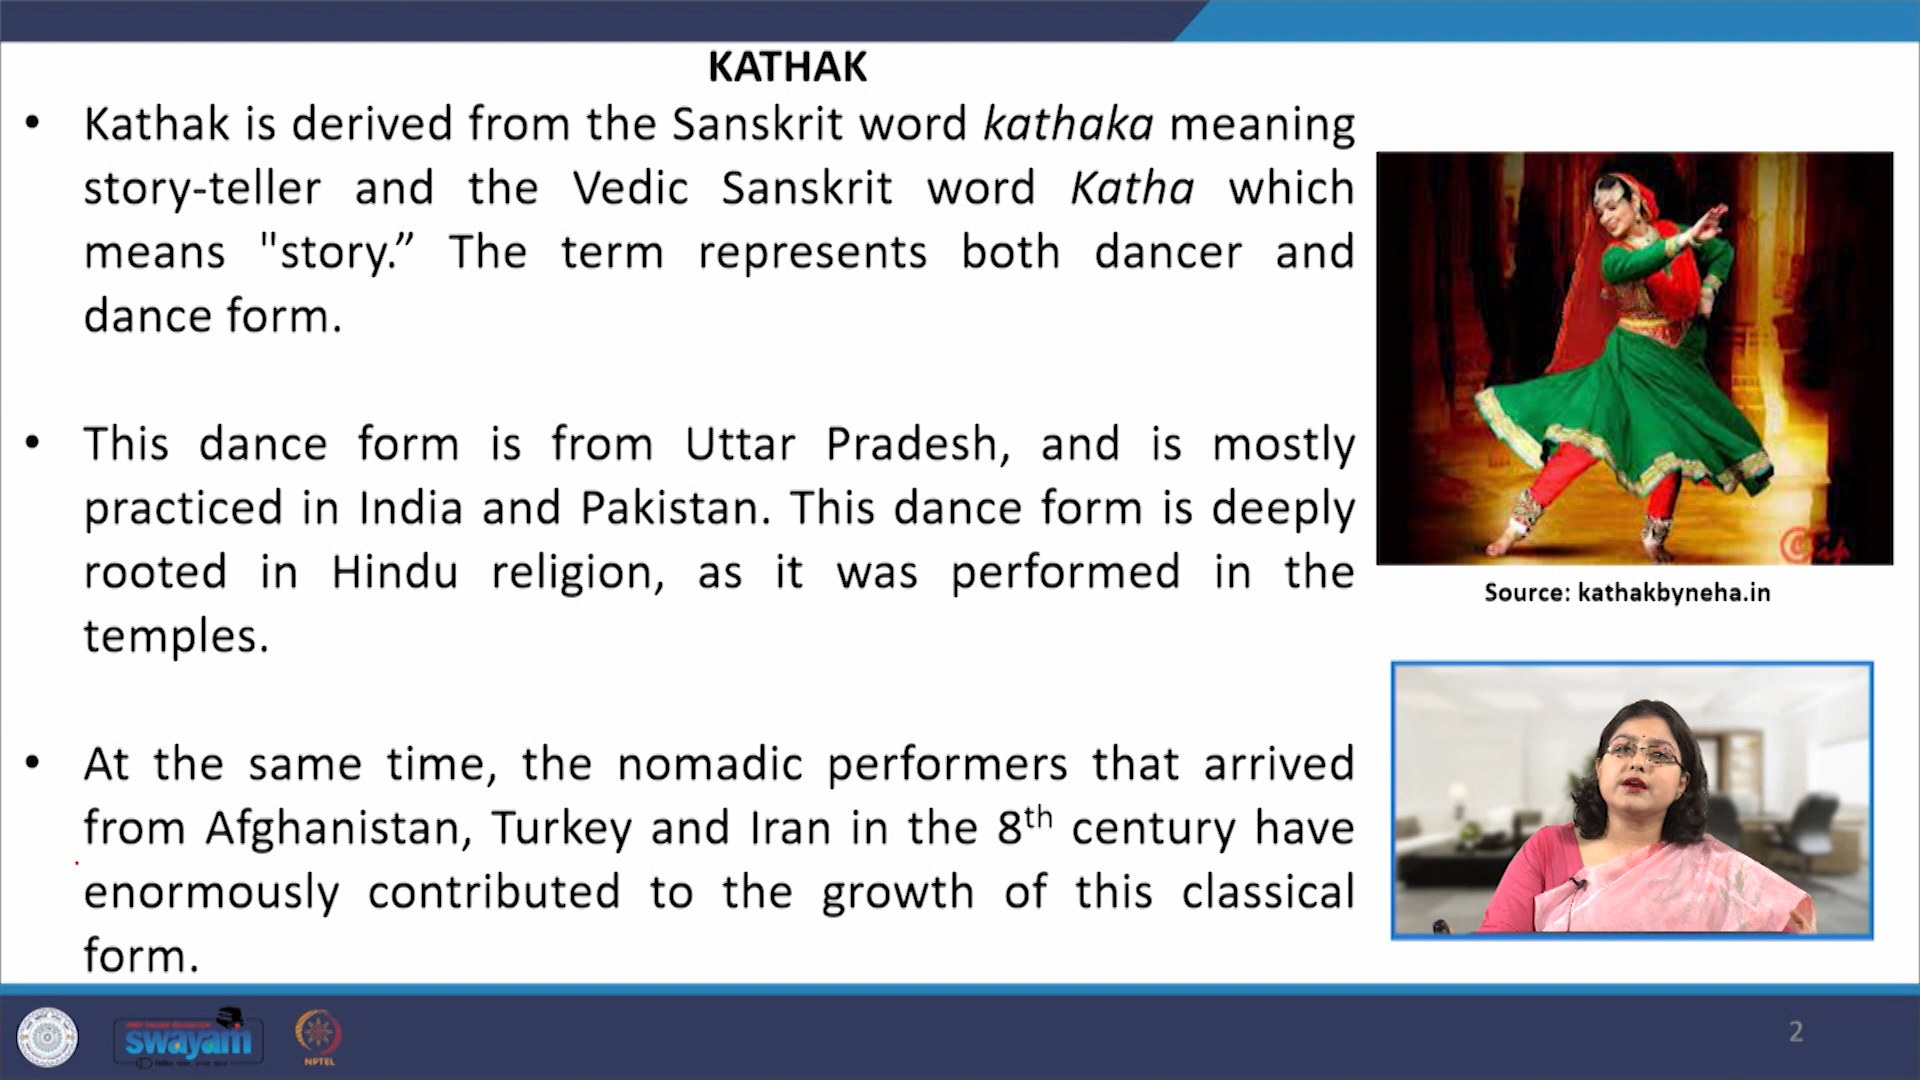 KATHAK
• Kathak is derived from the Sanskrit word kathaka meaning
story-teller and the Vedic Sanskrit word Katha which
means "story.” The term represents both dancer and
dance form.
• This dance form is from Uttar Pradesh, and is mostly
practiced in India and Pakistan. This dance form is deeply
rooted in Hindu religion, as it was performed in the
temples.
• At the same time, the nomadic performers that arrived
from Afghanistan, Turkey and Iran in the 8th century have
enormously contributed to the growth of this classical
form.
Source: kathakbyneha.in
swayam
NPTEL
2